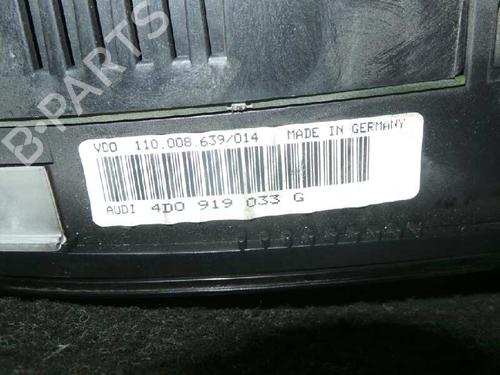 B-PARTS
VDO 110.008.639/014 MADE IN GERMANY
AUDI 4D0 919 033 G